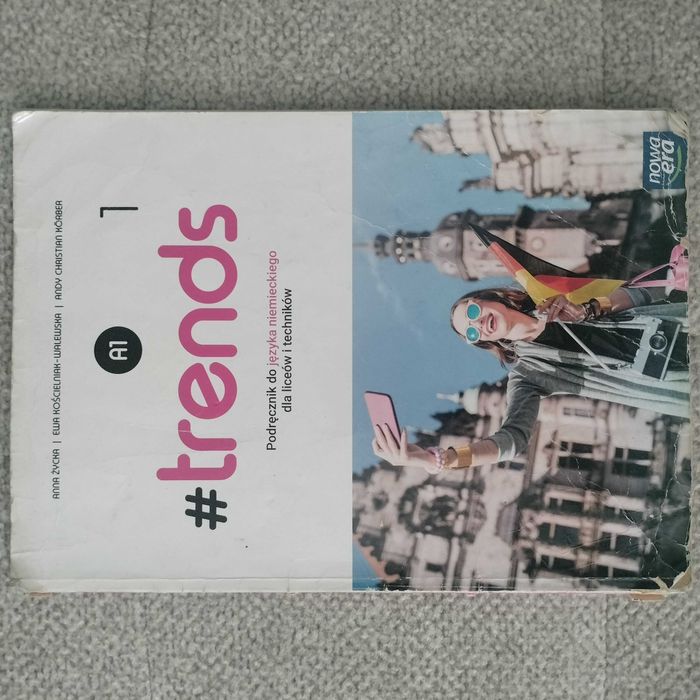 ANNA ŻYCKA | EWA KOŚCIELNIAK-WALEWSKA | ANDY CHRISTIAN KÖRBER
A1
1
#trends
Podręcznik do języka niemieckiego
dla liceów i techników
nowa
era